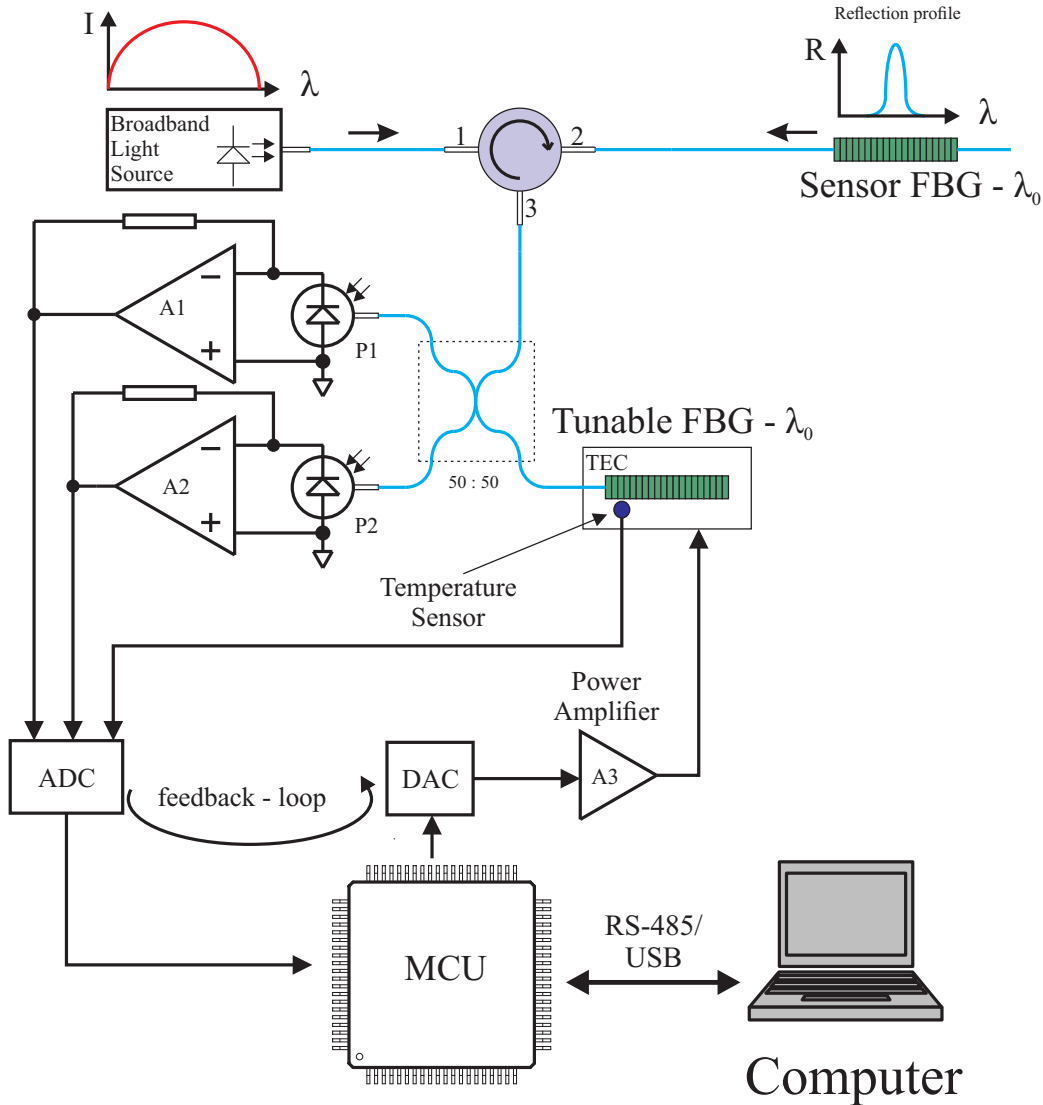 Reflection profile
I
λ
R
λ
Broadband
Light
Source
1
2
3
Sensor FBG - λ₀
A1
P1
A2
P2
50 : 50
Tunable FBG - λ₀
TEC
Temperature
Sensor
Power
Amplifier
ADC
feedback - loop
DAC
A3
MCU
RS-485/
USB
Computer